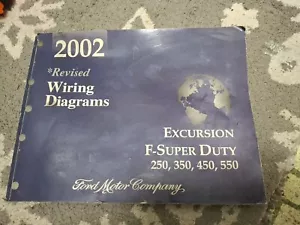 2002
*Revised
Wiring
Diagrams
EXCURSION
F-SUPER DUTY
250, 350, 450, 550
Ford Motor Company